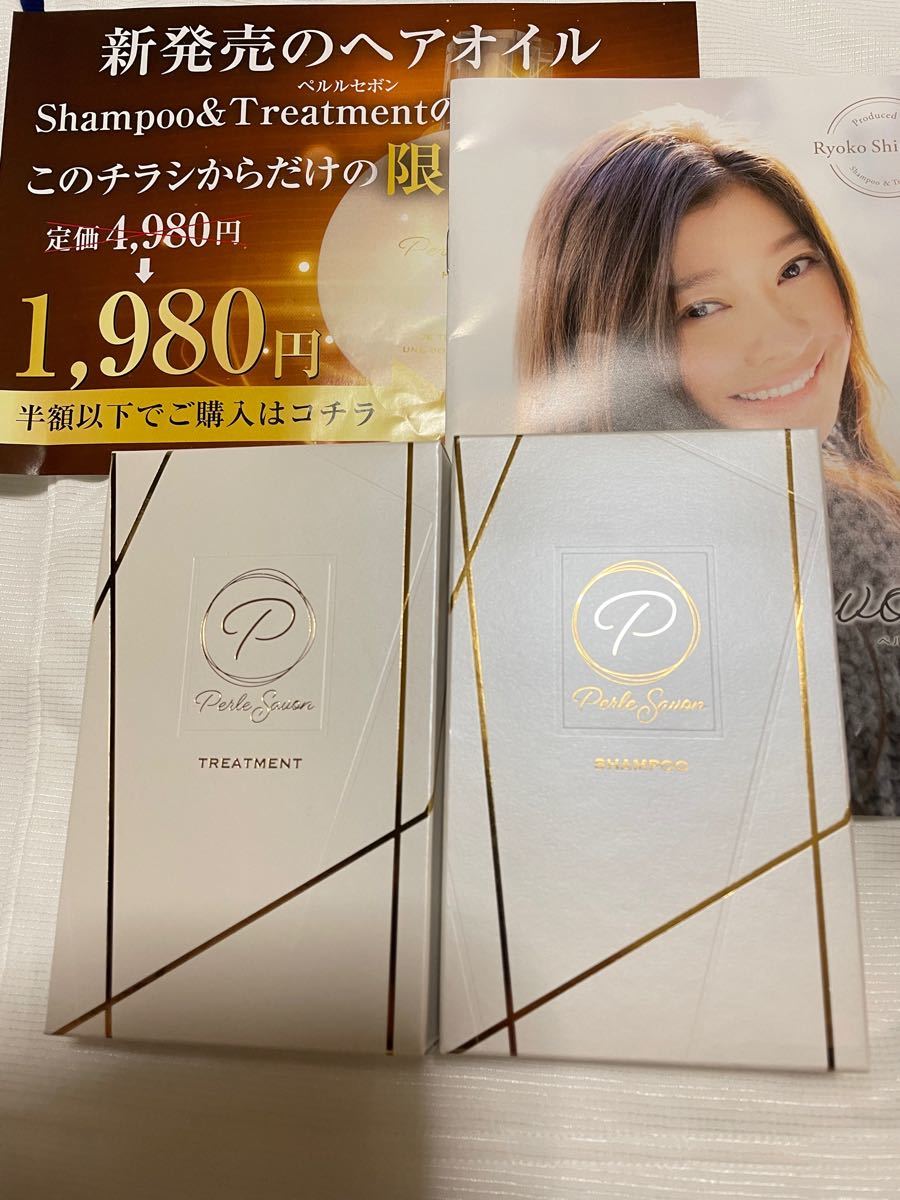 新発売のヘアオイル
ペルルセボン
Shampoo&Treatmentの
このチラシからだけの限
定価 4,980円
1,980円
半額以下でご購入はコチラ
Produced
Ryoko Shi
Shampoo &
P
Perle Savon
TREATMENT
P
Perle Savon
SHAMPOO